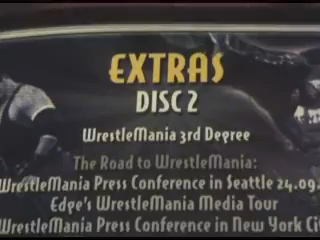 EXTRAS
DISC 2
WrestleMania 3rd Degree
The Road to WrestleMania:
WrestleMania Press Conference in Seattle 24.09.
Edge's WrestleMania Media Tour
WrestleMania Press Conference in New York Ci